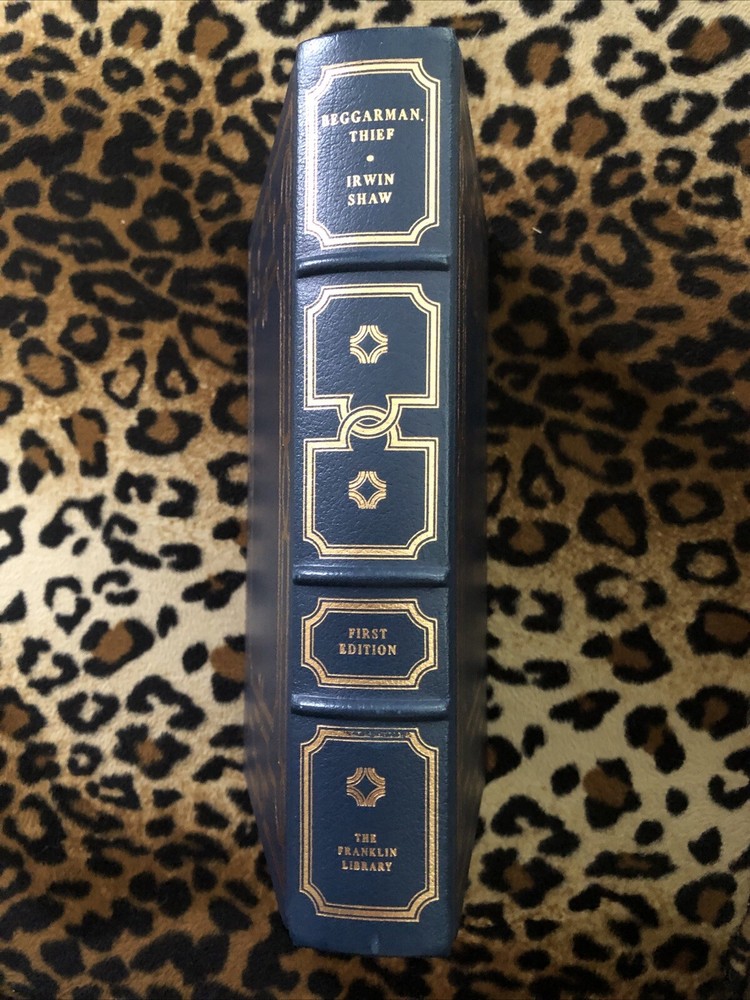 BEGGARMAN,
THIEF
•
IRWIN
SHAW
FIRST
EDITION
THE
FRANKLIN
LIBRARY